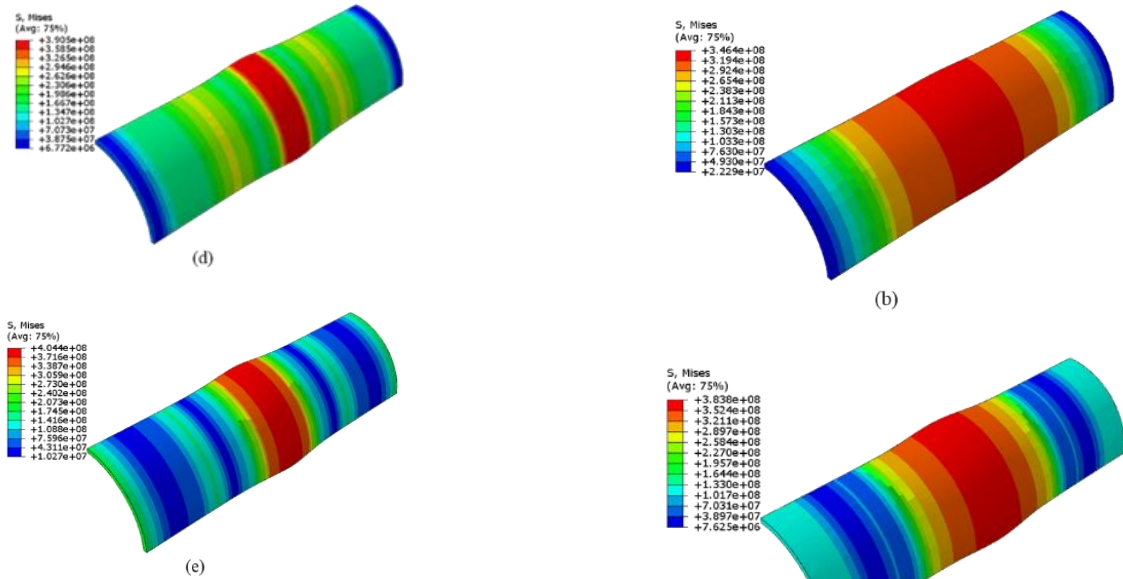 S, Mises
(Avg: 75%)
+3.905e+08
+3.585e+08
+3.265e+08
+2.946e+08
+2.626e+08
+2.306e+08
+1.986e+08
+1.667e+08
+1.347e+08
+1.027e+08
+7.073e+07
+3.875e+07
+6.772e+06
(d)
S, Mises
(Avg: 75%)
+3.464e+08
+3.194e+08
+2.924e+08
+2.654e+08
+2.383e+08
+2.113e+08
+1.843e+08
+1.573e+08
+1.303e+08
+1.033e+08
+7.630e+07
+4.930e+07
+2.229e+07
(b)
S, Mises
(Avg: 75%)
+4.044e+08
+3.716e+08
+3.387e+08
+3.059e+08
+2.730e+08
+2.402e+08
+2.073e+08
+1.745e+08
+1.416e+08
+1.088e+08
+7.596e+07
+4.311e+07
+1.027e+07
(e)
S, Mises
(Avg: 75%)
+3.838e+08
+3.524e+08
+3.211e+08
+2.897e+08
+2.584e+08
+2.270e+08
+1.957e+08
+1.644e+08
+1.330e+08
+1.017e+08
+7.031e+07
+3.897e+07
+7.625e+06